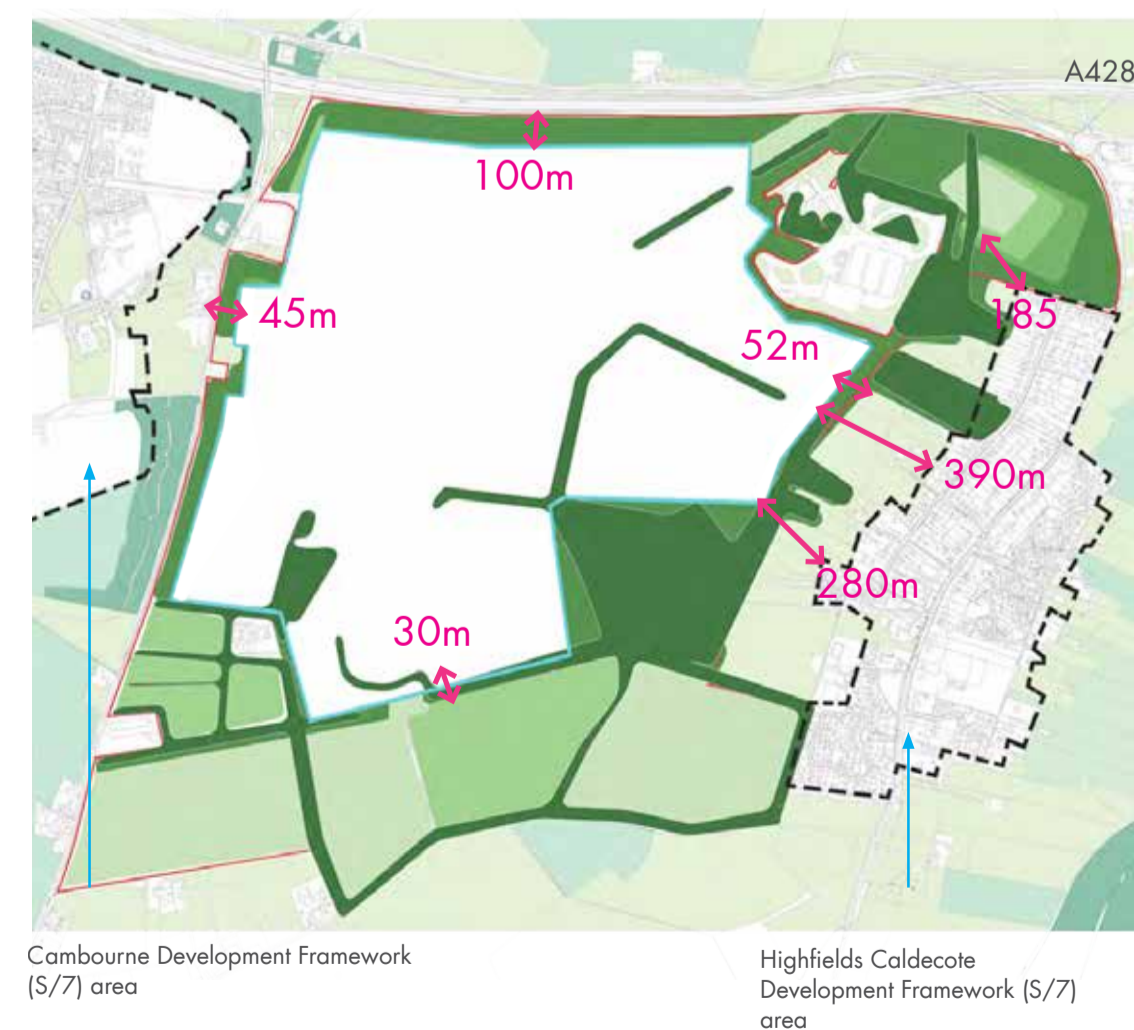 A428
100m
185
45m
52m
390m
280m
30m
Cambourne Development Framework
(S/7) area
Highfields Caldecote
Development Framework (S/7)
area